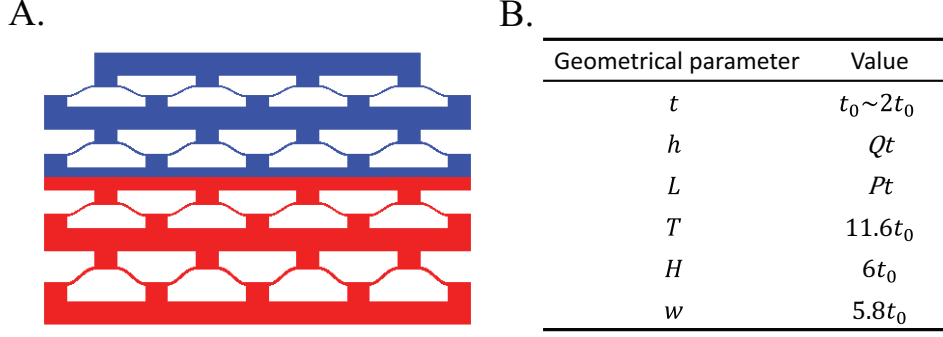 A.
B.
Geometrical parameter Value
t t₀~2t₀
h Qt
L Pt
T 11.6t₀
H 6t₀
w 5.8t₀